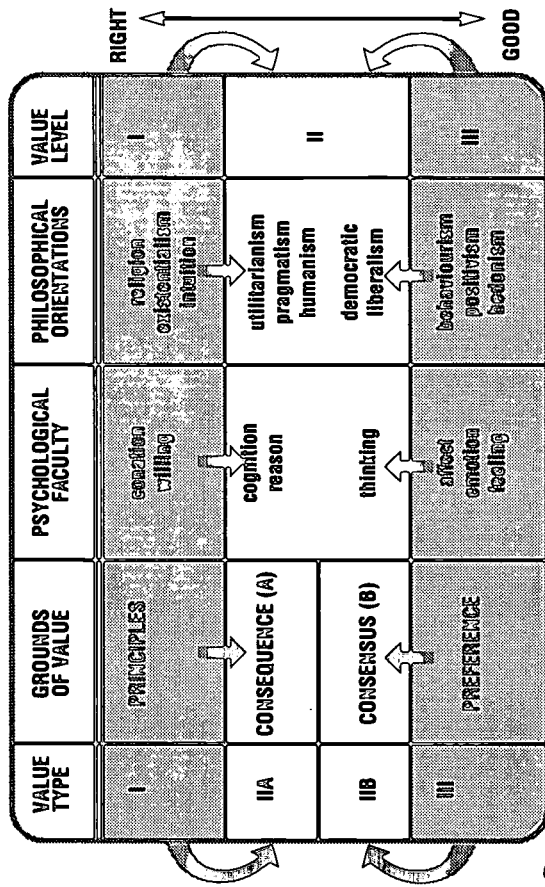 VALUE
TYPE
GROUNDS
OF VALUE
PSYCHOLOGICAL
FACULTY
PHILOSOPHICAL
ORIENTATIONS
VALUE
LEVEL
RIGHT
I
PRINCIPLES
conation
willing
religion
existentialism
intuition
I
IIA
CONSEQUENCE (A)
cognition
reason
utilitarianism
pragmatism
humanism
II
IIB
CONSENSUS (B)
thinking
democratic
liberalism
III
PREFERENCE
affect
emotion
feeling
behaviourism
positivism
hedonism
III
GOOD